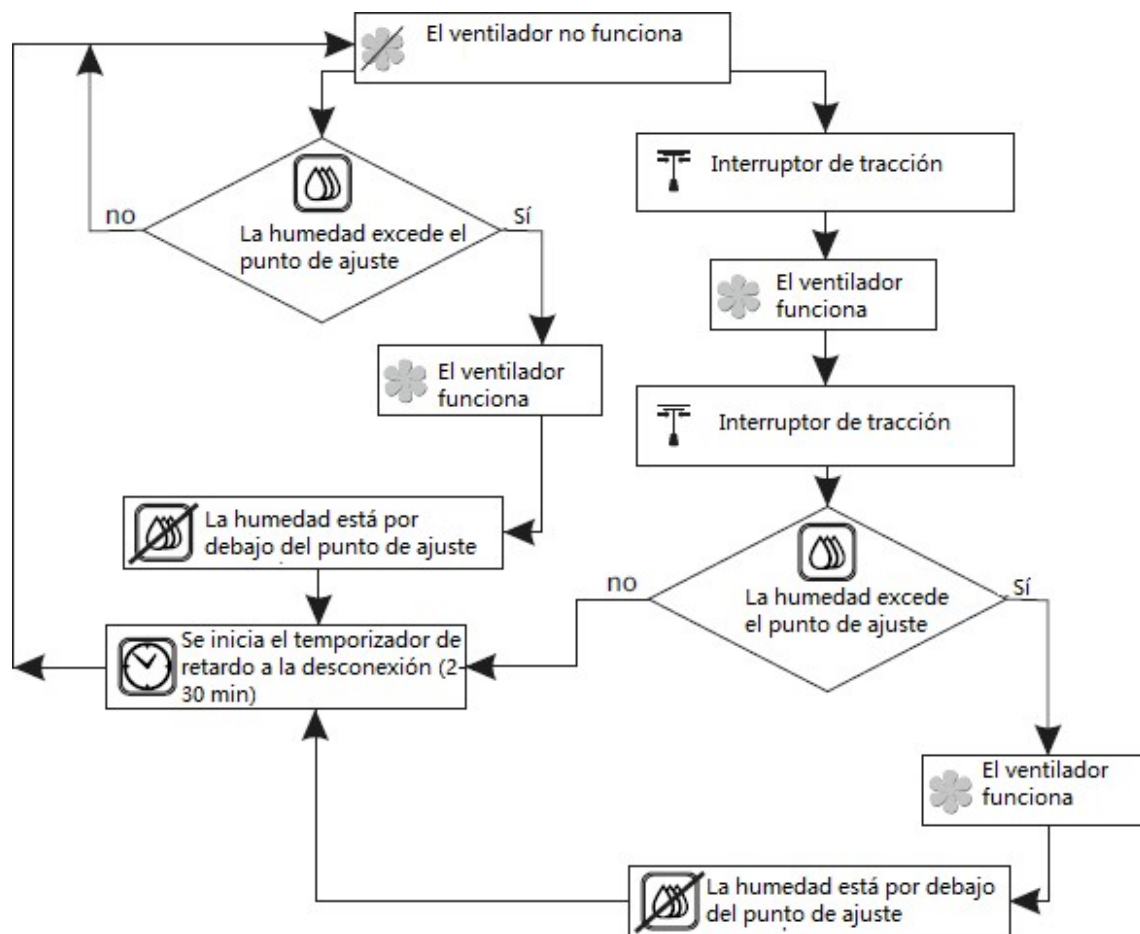 El ventilador no funciona
Interruptor de tracción
no
Sí
La humedad excede el
punto de ajuste
El ventilador
funciona
El ventilador
funciona
Interruptor de tracción
La humedad está por
debajo del punto de ajuste
no
Sí
La humedad excede
el punto de ajuste
Se inicia el temporizador de
retardo a la desconexión (2-
30 min)
El ventilador
funciona
La humedad está por debajo
del punto de ajuste